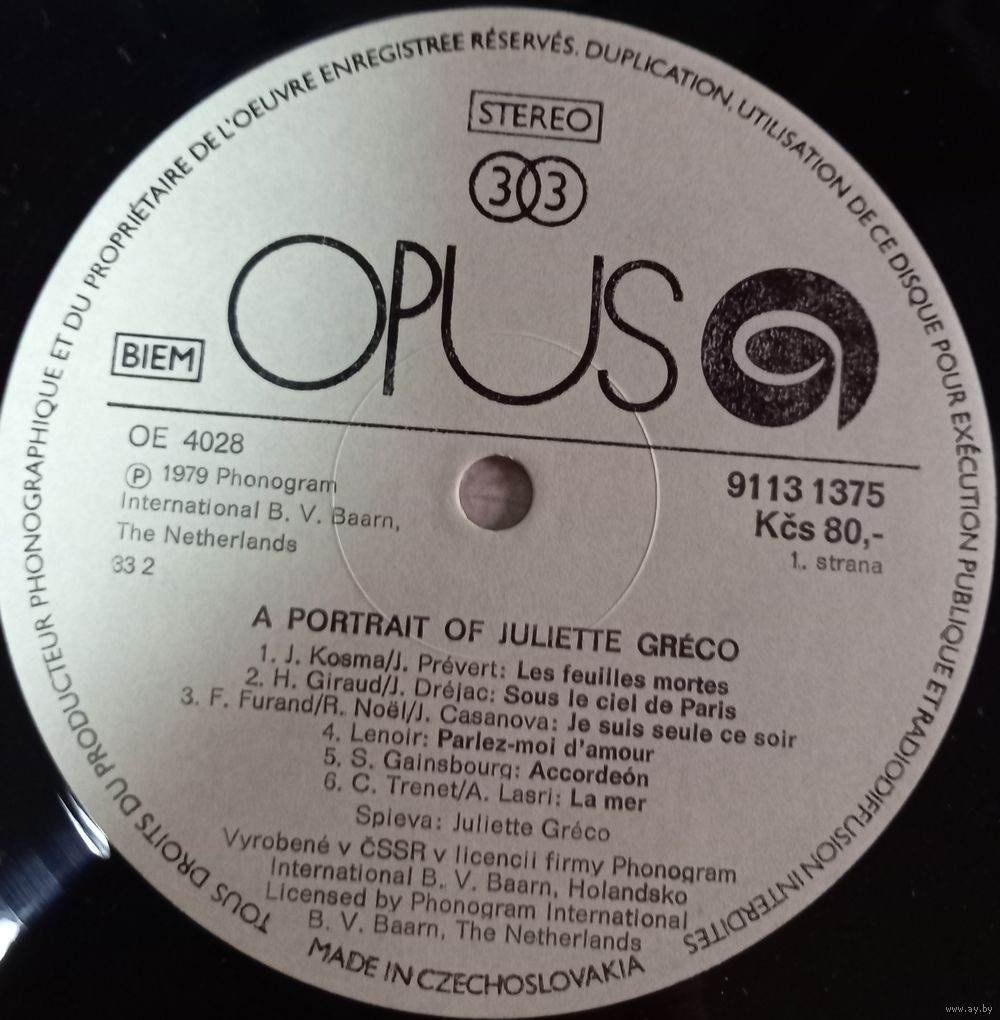 TOUS DROITS DU PRODUCTEUR PHONOGRAPHIQUE ET DU PROPRIÉTAIRE DE L'OEUVRE ENREGISTREE RÉSERVÉS. DUPLICATION, UTILISATION DE CE DISQUE POUR EXÉCUTION PUBLIQUE ET RADIODIFFUSION INTERDITES
STEREO
33
OPUS
BIEM
OE 4028
Ⓟ 1979 Phonogram
International B. V. Baarn,
The Netherlands
33 2
9113 1375
Kčs 80,-
1. strana
A PORTRAIT OF JULIETTE GRÉCO
1. J. Kosma/J. Prévert: Les feuilles mortes
2. H. Giraud/J. Dréjac: Sous le ciel de Paris
3. F. Furand/R. Noël/J. Casanova: Je suis seule ce soir
4. Lenoir: Parlez-moi d'amour
5. S. Gainsbourg: Accordeón
6. C. Trenet/A. Lasri: La mer
Spieva: Juliette Gréco
Vyrobené v ČSSR v licencii firmy Phonogram
International B. V. Baarn, Holandsko
Licensed by Phonogram International
B. V. Baarn, The Netherlands
MADE IN CZECHOSLOVAKIA
www.ay.by